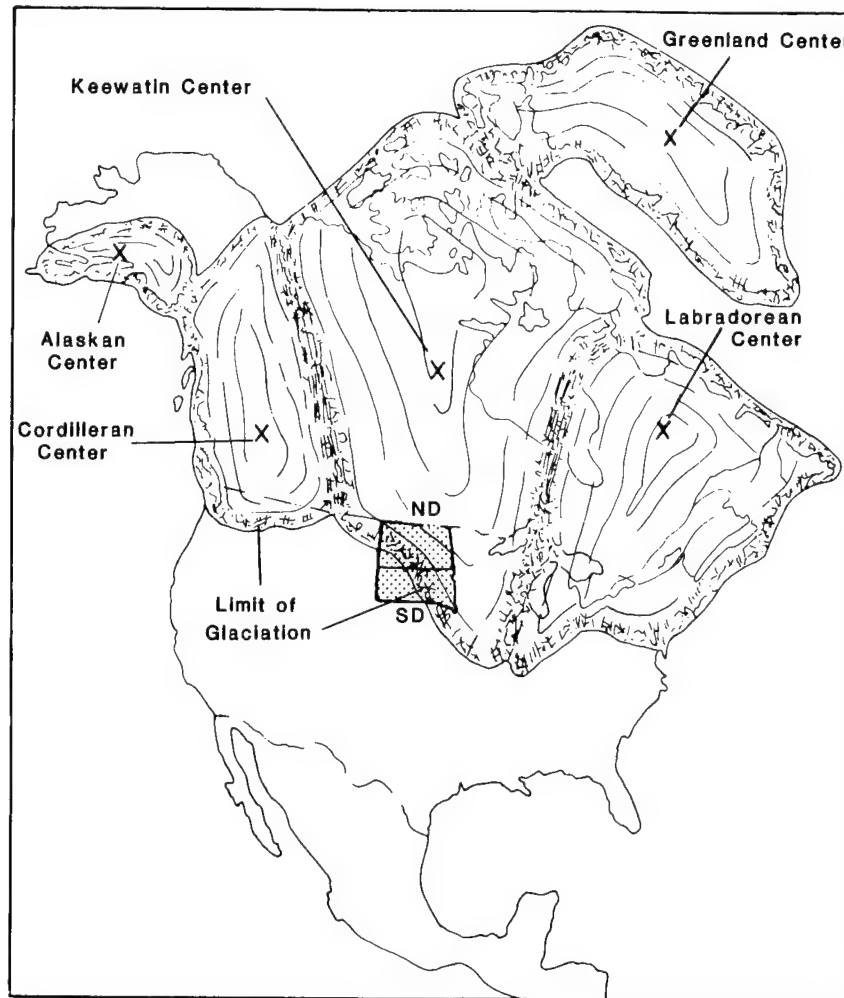 Greenland Center
Keewatin Center
Alaskan
Center
Labradorean
Center
Cordilleran
Center
ND
Limit of
Glaciation
SD